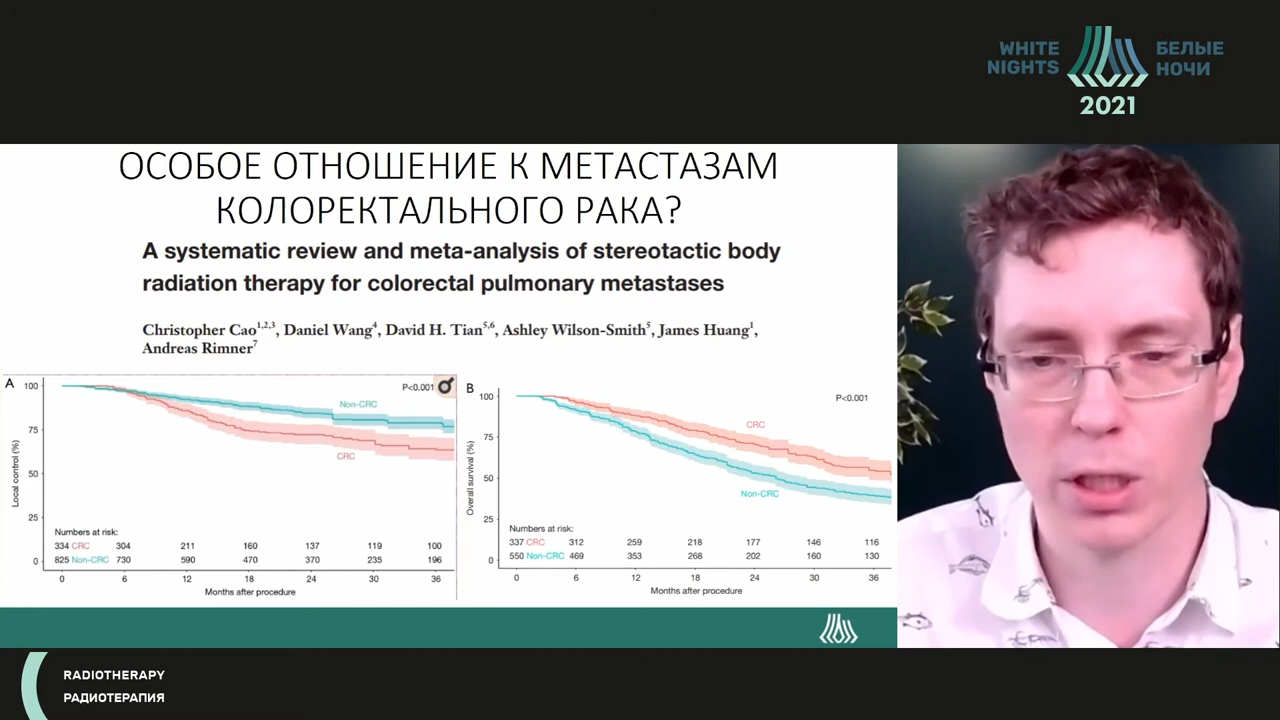 WHITE NIGHTS
БЕЛЫЕ НОЧИ
2021
ОСОБОЕ ОТНОШЕНИЕ К МЕТАСТАЗАМ
КОЛОРЕКТАЛЬНОГО РАКА?
A systematic review and meta-analysis of stereotactic body
radiation therapy for colorectal pulmonary metastases
Christopher Cao1,2,3, Daniel Wang4, David H. Tian5,6, Ashley Wilson-Smith5, James Huang1,
Andreas Rimner7
A
P<0.001
Non-CRC
CRC
Local control (%)
100
75
50
25
0
Numbers at risk:
334 CRC 304 211 160 137 119 100
825 Non-CRC 730 590 470 370 235 196
0 6 12 18 24 30 36
Months after procedure
B
P<0.001
CRC
Non-CRC
Overall survival (%)
100
75
50
25
0
Numbers at risk:
337 CRC 312 259 218 177 146 116
550 Non-CRC 469 353 268 202 160 130
0 6 12 18 24 30 36
Months after procedure
RADIOTHERAPY
РАДИОТЕРАПИЯ